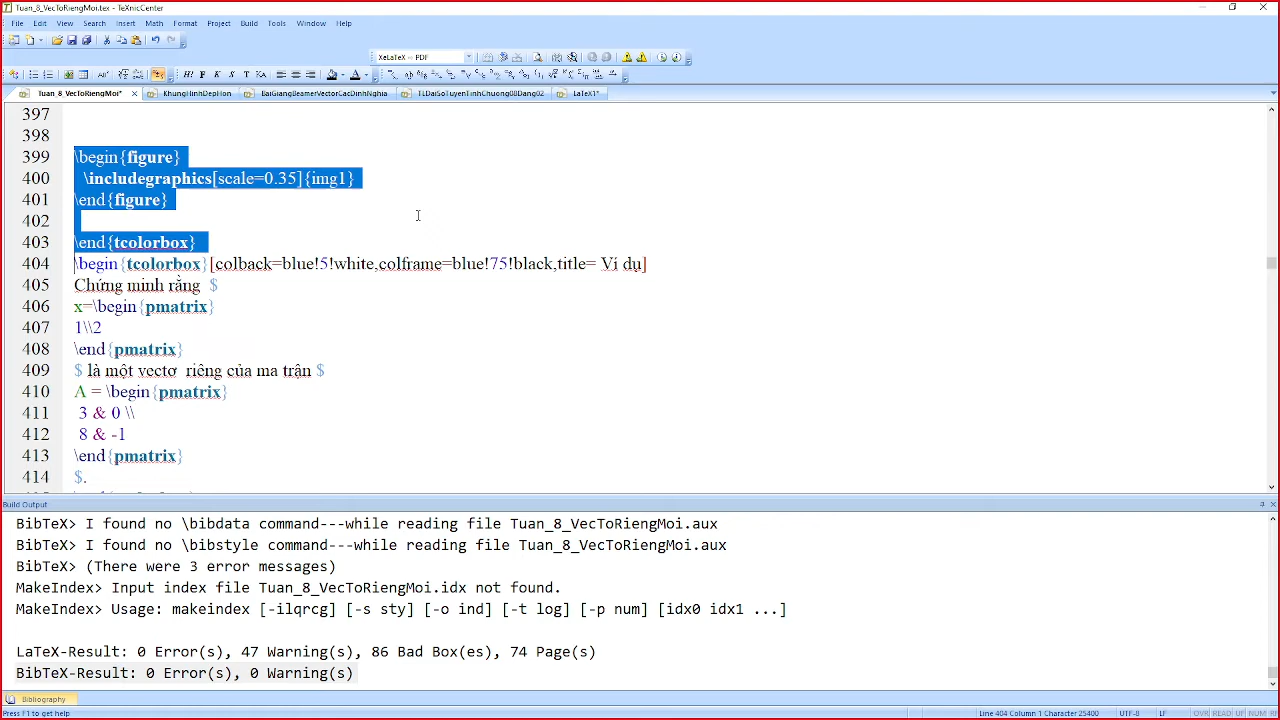 Tuan_8_VecToRiengMoi.tex - TeXnicCenter
File Edit View Search Insert Math Format Project Build Tools Window Help
XeLaTeX -- PDF
Tuan_8_VecToRiengMoi* KhungHinhDepHon BaiGiangBeamerVectorCacDinhNghia TLDaiSoTuyenTinhChuong08Dang02 LaTeX1*
397
398
399 \begin{figure}
400 \includegraphics[scale=0.35]{img1}
401 \end{figure}
402
403 \end{tcolorbox}
404 \begin{tcolorbox}[colback=blue!5!white,colframe=blue!75!black,title= Ví dụ]
405 Chứng minh rằng $
406 x=\begin{pmatrix}
407 1\\2
408 \end{pmatrix}
409 $ là một vectơ riêng của ma trận $
410 A = \begin{pmatrix}
411 3 & 0 \\
412 8 & -1
413 \end{pmatrix}
414 $.
Build Output
BibTeX> I found no \bibdata command---while reading file Tuan_8_VecToRiengMoi.aux
BibTeX> I found no \bibstyle command---while reading file Tuan_8_VecToRiengMoi.aux
BibTeX> (There were 3 error messages)
MakeIndex> Input index file Tuan_8_VecToRiengMoi.idx not found.
MakeIndex> Usage: makeindex [-ilqrcg] [-s sty] [-o ind] [-t log] [-p num] [idx0 idx1 ...]
LaTeX-Result: 0 Error(s), 47 Warning(s), 86 Bad Box(es), 74 Page(s)
BibTeX-Result: 0 Error(s), 0 Warning(s)
Bibliography
Press F1 to get help
Line 404 Column 1 Character 25400 UTF-8 LF OVR READ UF NUM